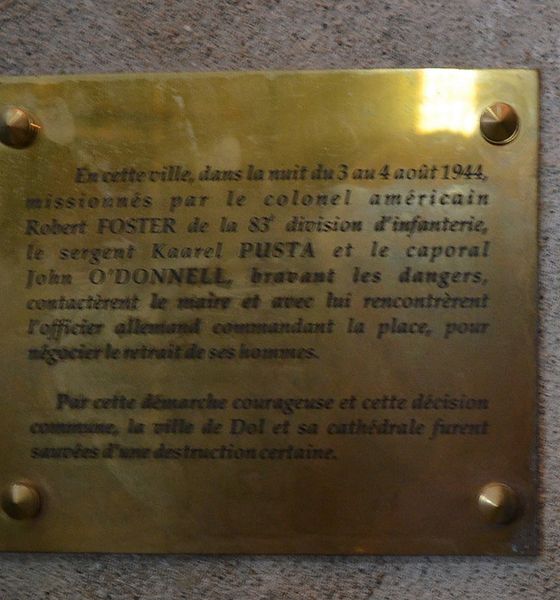 En cette ville, dans la nuit du 3 au 4 août 1944,
missionnés par le colonel américain
Robert FOSTER de la 83e division d'infanterie,
le sergent Kaarel PUSTA et le caporal
John O'DONNELL, bravant les dangers,
contactèrent le maire et avec lui rencontrèrent
l'officier allemand commandant la place, pour
négocier le retrait de ses hommes.
Par cette démarche courageuse et cette décision
commune, la ville de Dol et sa cathédrale furent
sauvées d'une destruction certaine.